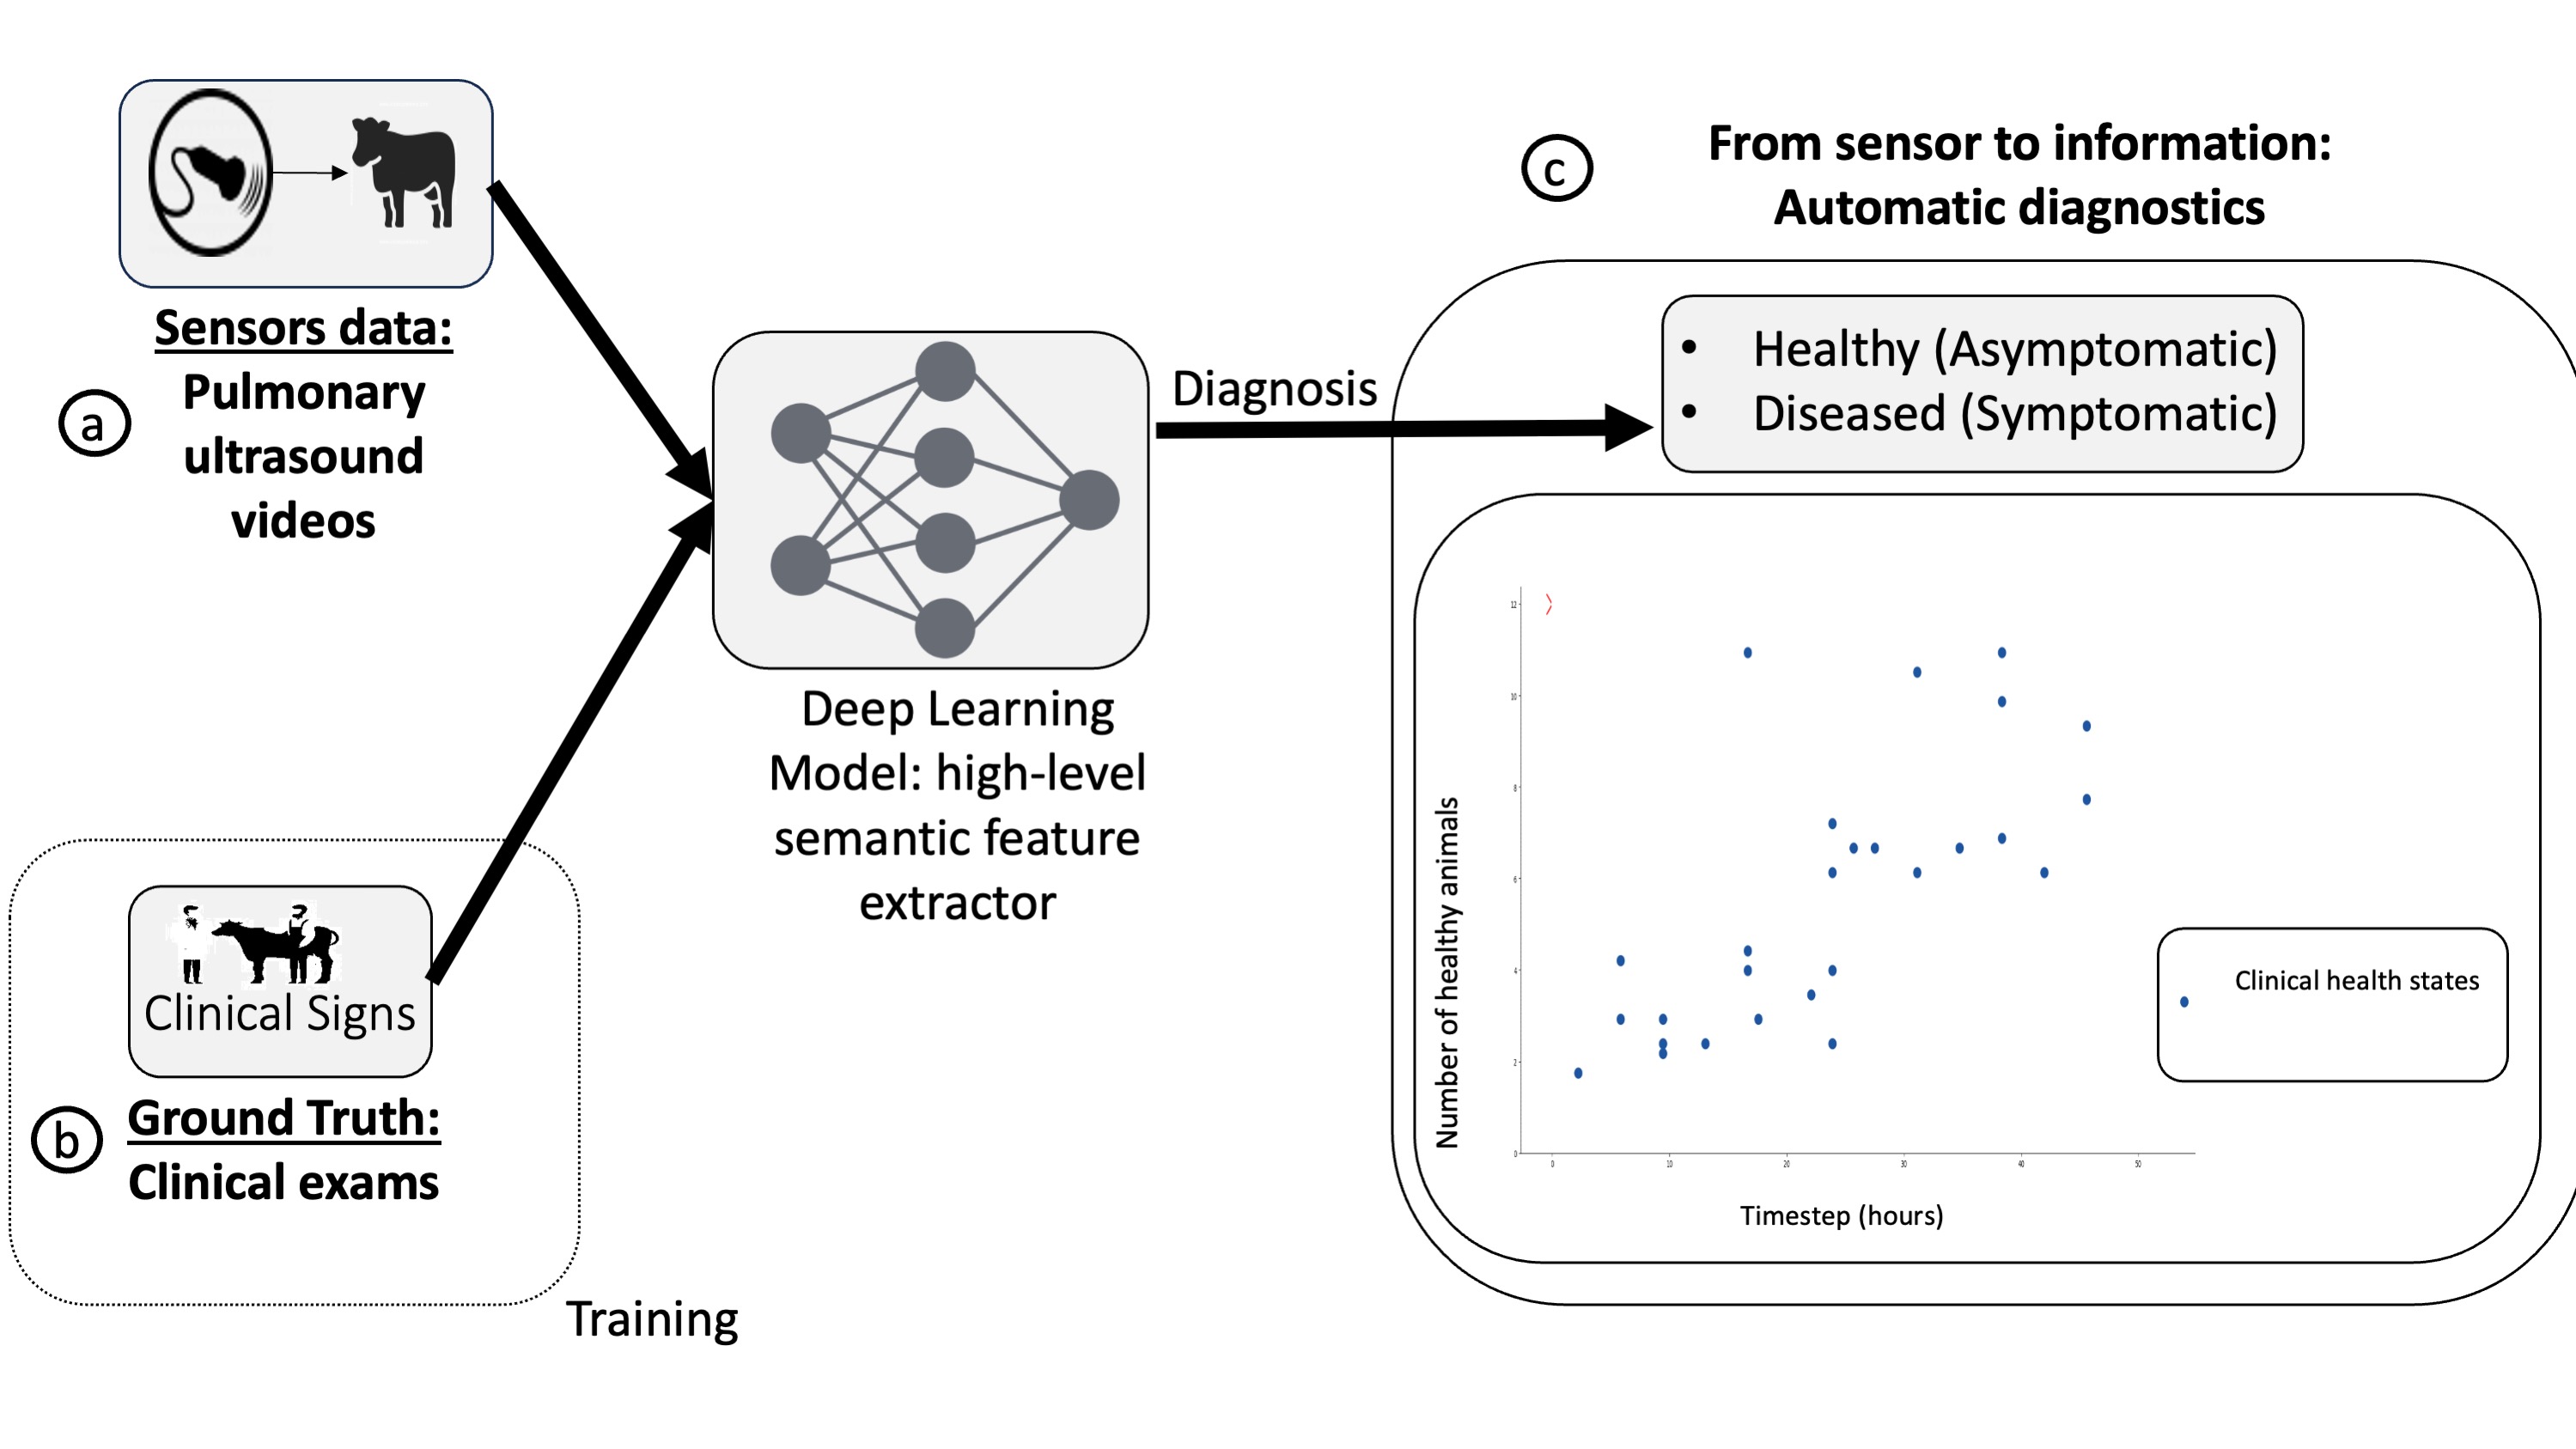 Sensors data:
Pulmonary
ultrasound
videos
a
Clinical Signs
b
Ground Truth:
Clinical exams
Training
Deep Learning
Model: high-level
semantic feature
extractor
Diagnosis
c
From sensor to information:
Automatic diagnostics
• Healthy (Asymptomatic)
• Diseased (Symptomatic)
Number of healthy animals
12
10
8
6
4
2
0
0 10 20 30 40 50
Timestep (hours)
Clinical health states